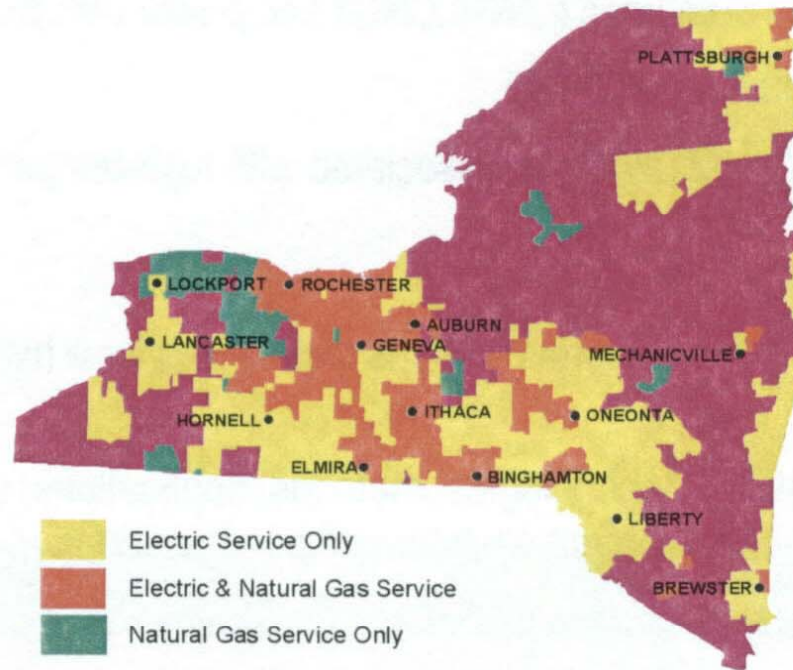 PLATTSBURGH
LOCKPORT
ROCHESTER
AUBURN
LANCASTER
GENEVA
MECHANICVILLE
HORNELL
ITHACA
ONEONTA
ELMIRA
BINGHAMTON
LIBERTY
BREWSTER
Electric Service Only
Electric & Natural Gas Service
Natural Gas Service Only